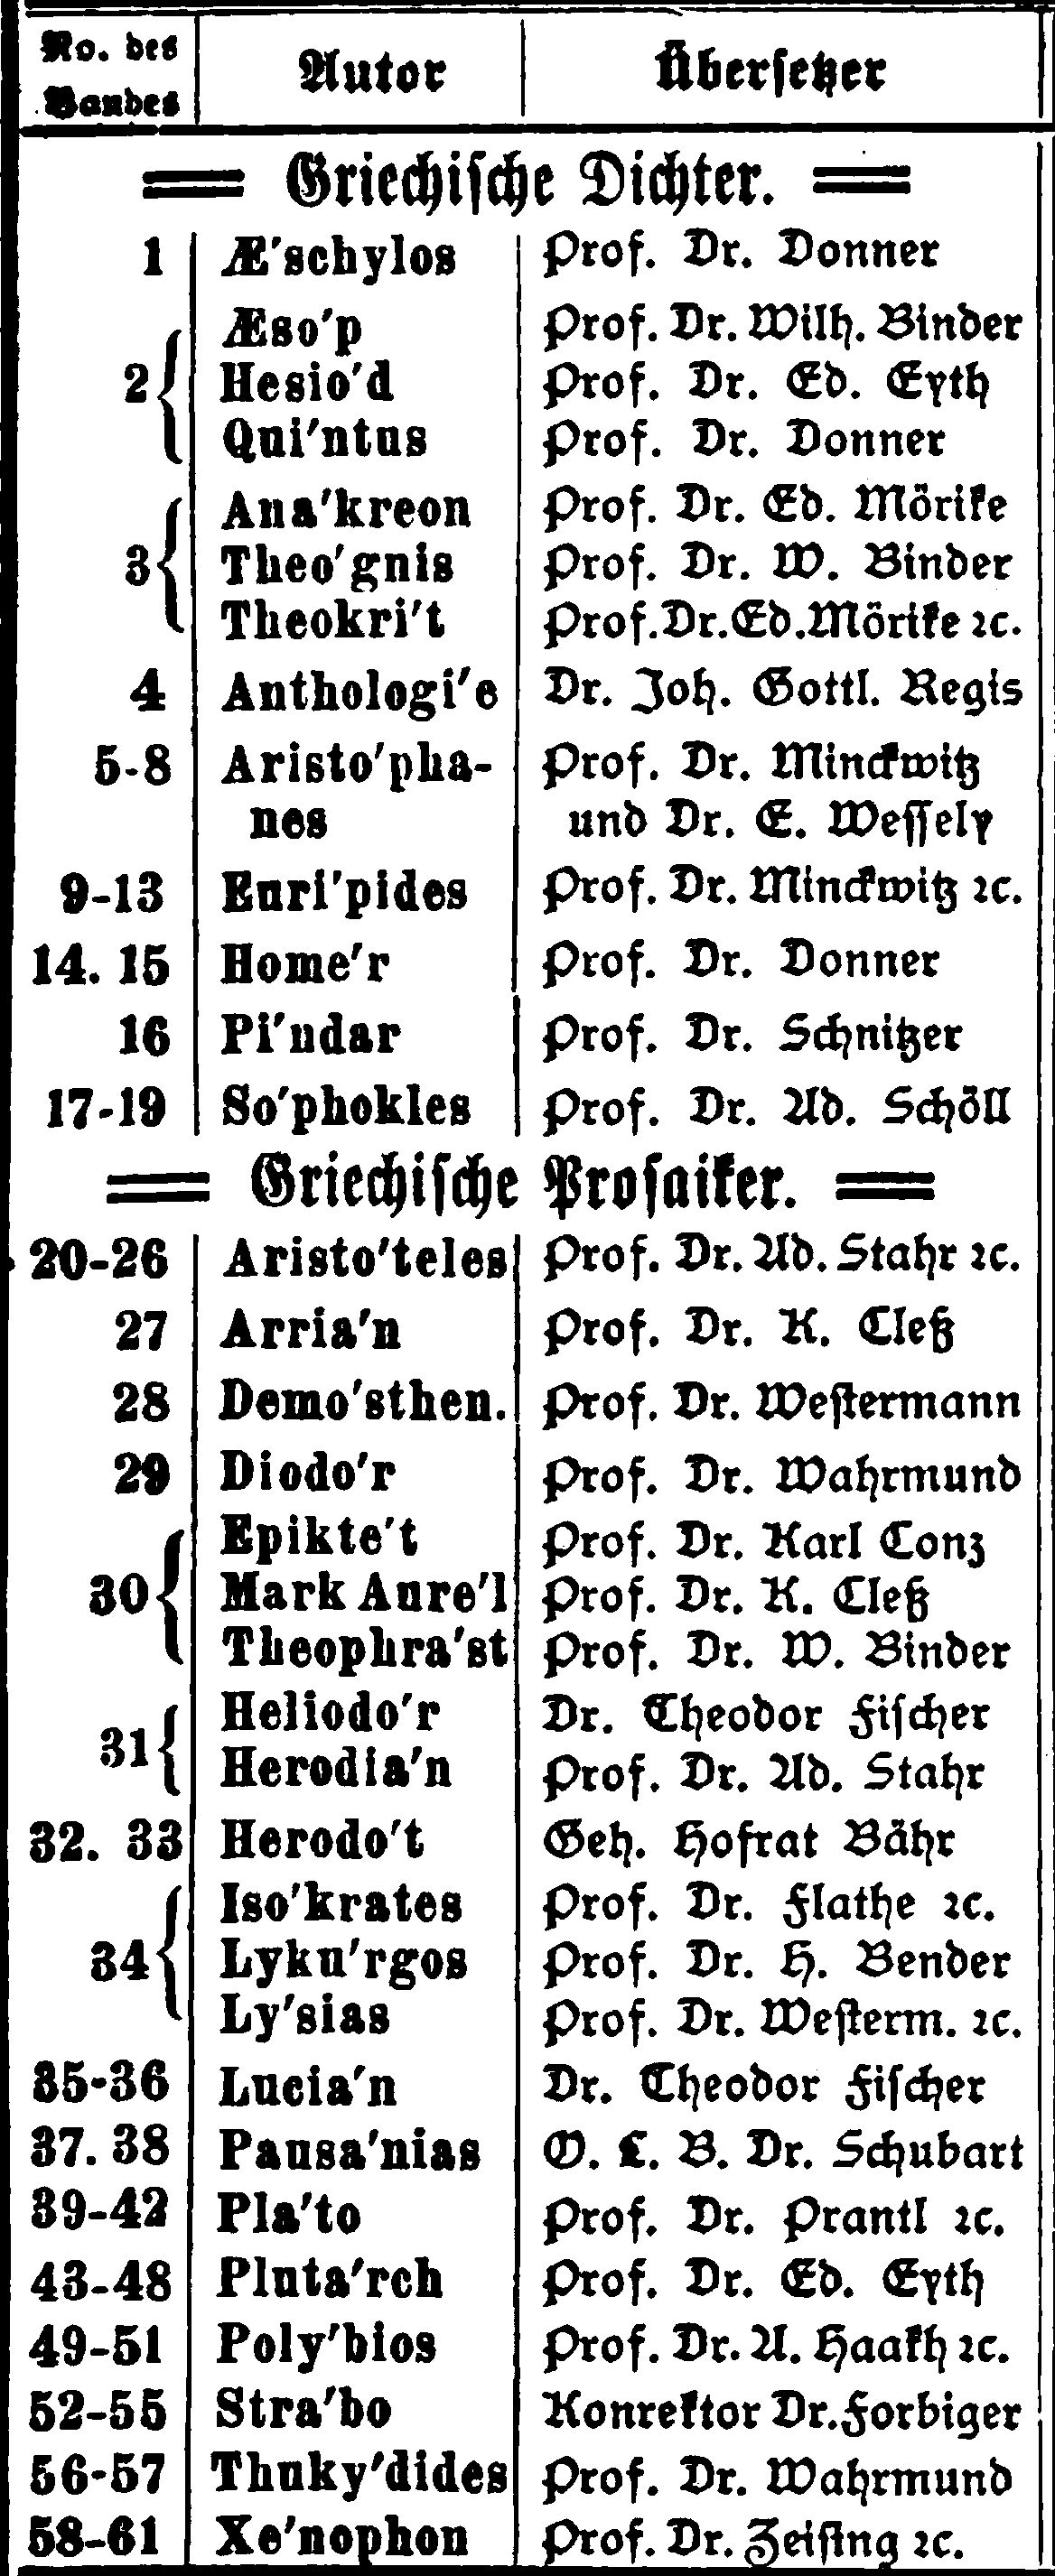 No. des Bandes | Autor | Übersetzer
Griechische Dichter.
1 | Æ'schylos | Prof. Dr. Donner
2 { Æso'p | Prof. Dr. Wilh. Binder
Hesio'd | Prof. Dr. Ed. Eyth
Qui'ntus | Prof. Dr. Donner
3 { Ana'kreon | Prof. Dr. Ed. Mörike
Theo'gnis | Prof. Dr. W. Binder
Theokri't | Prof. Dr. Ed. Mörike ꝛc.
4 | Anthologi'e | Dr. Joh. Gottl. Regis
5-8 | Aristo'pha- | Prof. Dr. Minckwitz
nes | und Dr. E. Wessely
9-13 | Euri'pides | Prof. Dr. Minckwitz ꝛc.
14. 15 | Home'r | Prof. Dr. Donner
16 | Pi'ndar | Prof. Dr. Schnitzer
17-19 | So'phokles | Prof. Dr. Ad. Schöll
Griechische Prosaiker.
20-26 | Aristo'teles | Prof. Dr. Ad. Stahr ꝛc.
27 | Arria'n | Prof. Dr. K. Cleß
28 | Demo'sthen. | Prof. Dr. Westermann
29 | Diodo'r | Prof. Dr. Wahrmund
30 { Epikte't | Prof. Dr. Karl Conz
Mark Aure'l | Prof. Dr. K. Cleß
Theophra'st | Prof. Dr. W. Binder
31 { Heliodo'r | Dr. Theodor Fischer
Herodia'n | Prof. Dr. Ad. Stahr
32. 33 | Herodo't | Geh. Hofrat Bähr
34 { Iso'krates | Prof. Dr. Flathe ꝛc.
Lyku'rgos | Prof. Dr. H. Bender
Ly'sias | Prof. Dr. Westerm. ꝛc.
35-36 | Lucia'n | Dr. Theodor Fischer
37. 38 | Pausa'nias | O. L. B. Dr. Schubart
39-42 | Pla'to | Prof. Dr. Prantl ꝛc.
43-48 | Pluta'rch | Prof. Dr. Ed. Eyth
49-51 | Poly'bios | Prof. Dr. A. Haakh ꝛc.
52-55 | Stra'bo | Konrektor Dr. Forbiger
56-57 | Thuky'dides | Prof. Dr. Wahrmund
58-61 | Xe'nophon | Prof. Dr. Zeising ꝛc.